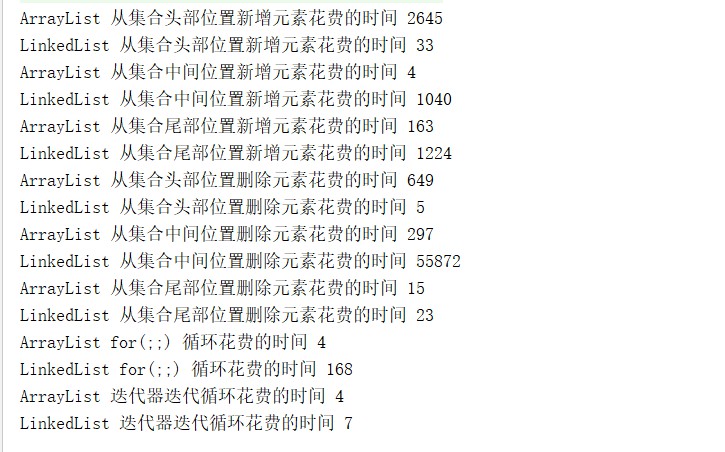 ArrayList 从集合头部位置新增元素花费的时间 2645
LinkedList 从集合头部位置新增元素花费的时间 33
ArrayList 从集合中间位置新增元素花费的时间 4
LinkedList 从集合中间位置新增元素花费的时间 1040
ArrayList 从集合尾部位置新增元素花费的时间 163
LinkedList 从集合尾部位置新增元素花费的时间 1224
ArrayList 从集合头部位置删除元素花费的时间 649
LinkedList 从集合头部位置删除元素花费的时间 5
ArrayList 从集合中间位置删除元素花费的时间 297
LinkedList 从集合中间位置删除元素花费的时间 55872
ArrayList 从集合尾部位置删除元素花费的时间 15
LinkedList 从集合尾部位置删除元素花费的时间 23
ArrayList for(;;) 循环花费的时间 4
LinkedList for(;;) 循环花费的时间 168
ArrayList 迭代器迭代循环花费的时间 4
LinkedList 迭代器迭代循环花费的时间 7